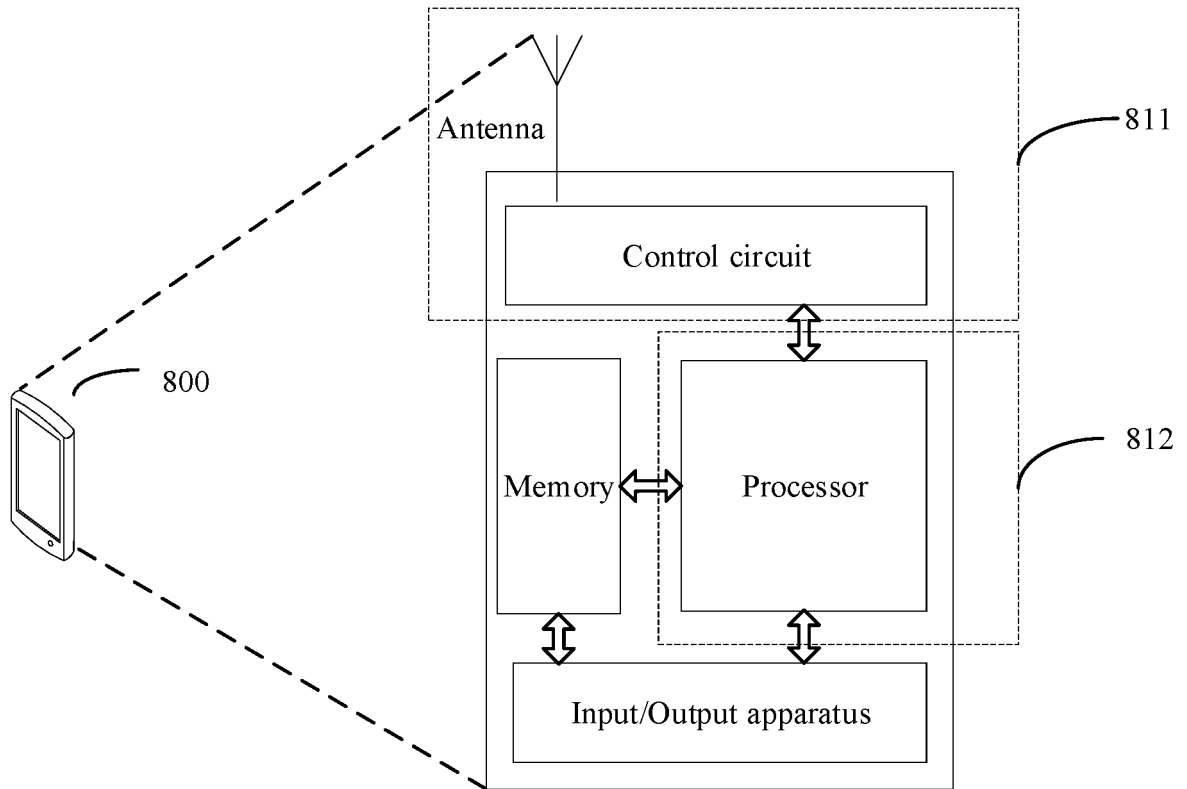 Antenna
811
Control circuit
800
812
Memory
Processor
Input/Output apparatus